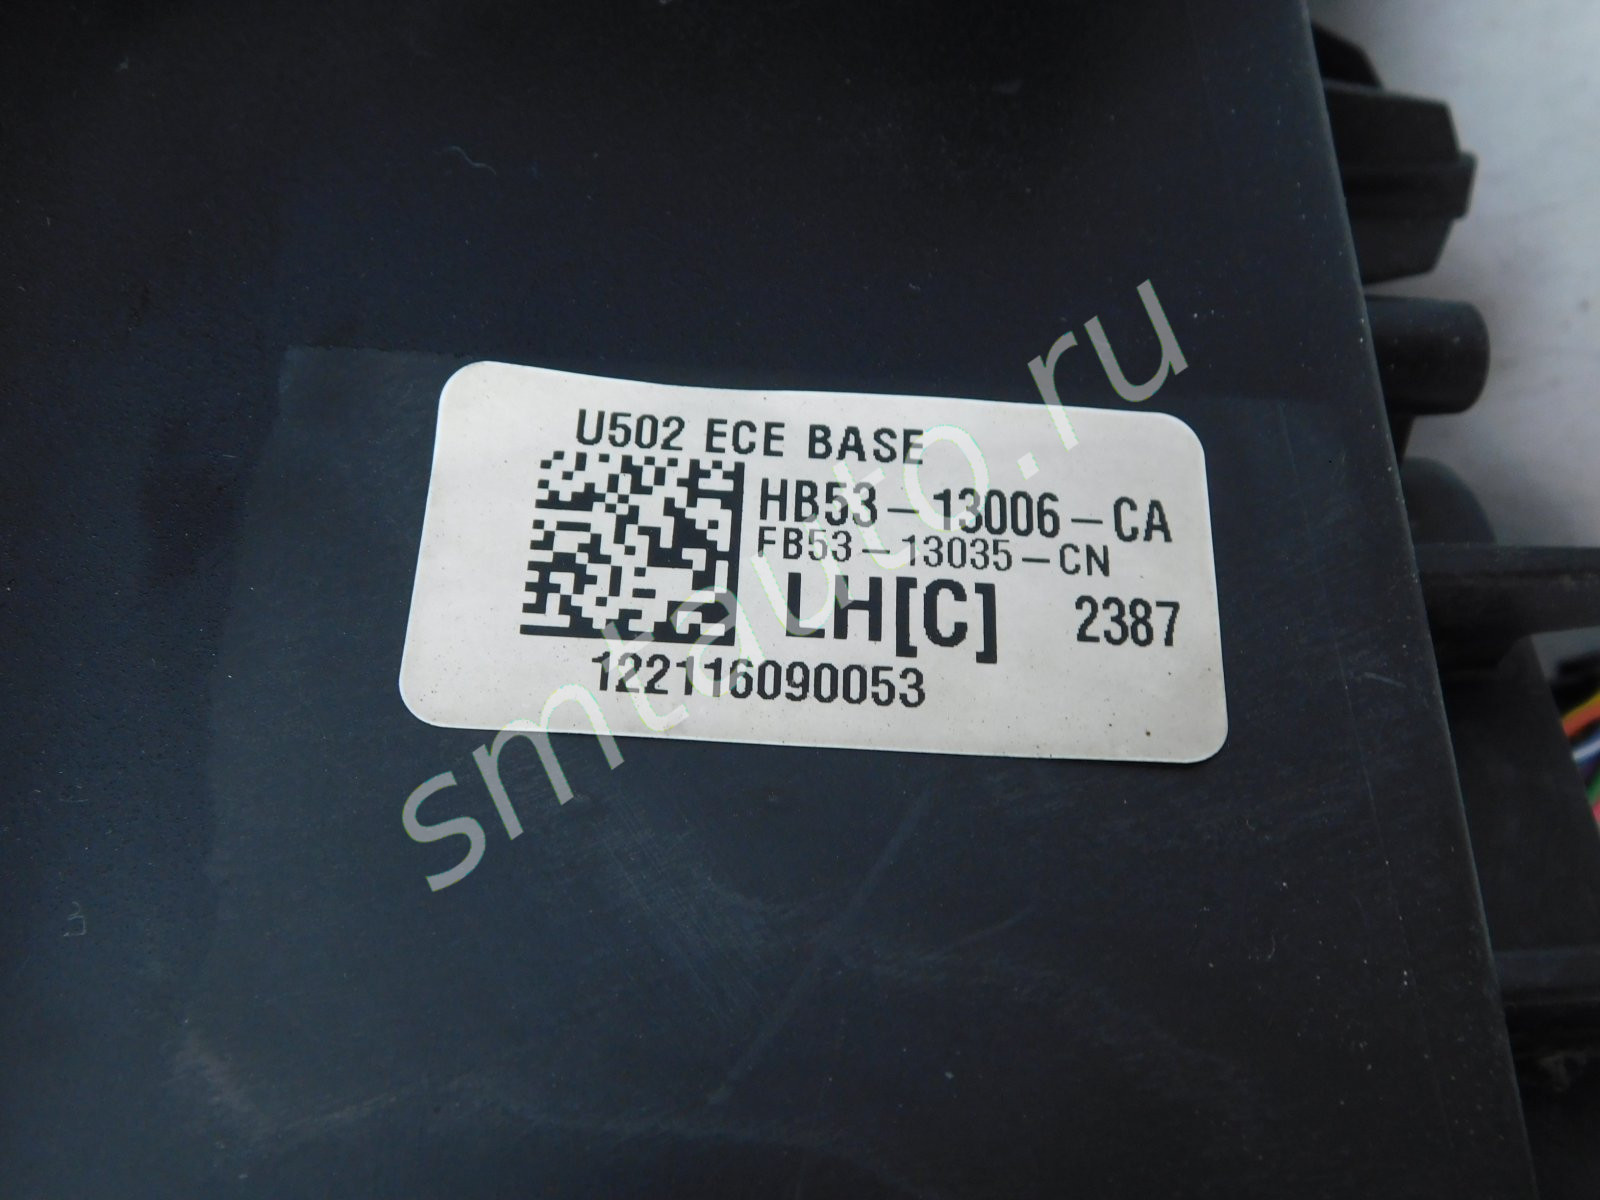 U502 ECE BASE
HB53-13006-CA
FB53-13035-CN
LH[C] 2387
122116090053
smtauto.ru